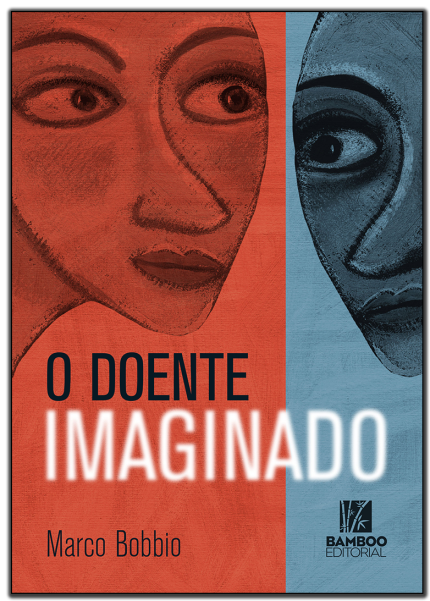 O DOENTE
IMAGINADO
Marco Bobbio
BAMBOO
EDITORIAL